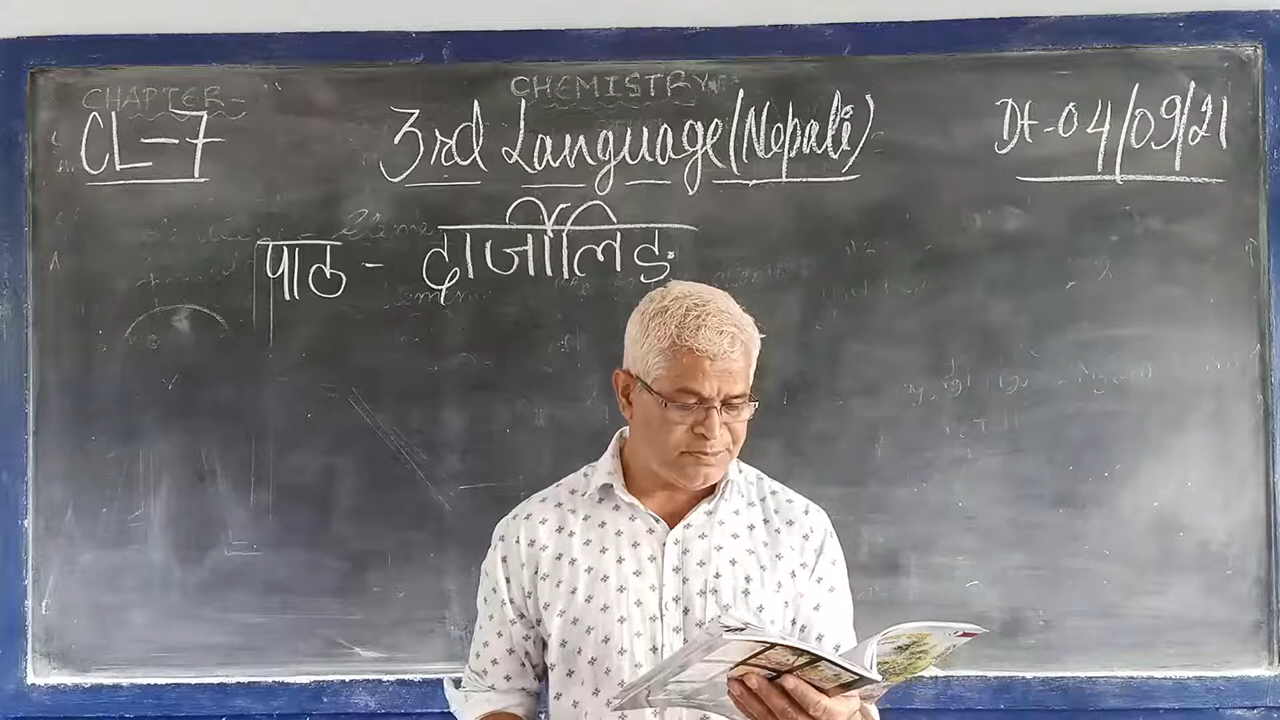 CHEMISTRY
CHAPTER-
CL-7 3rd Language (Nepali) Dt-04/09/21
पाठ - दार्जीलिङ